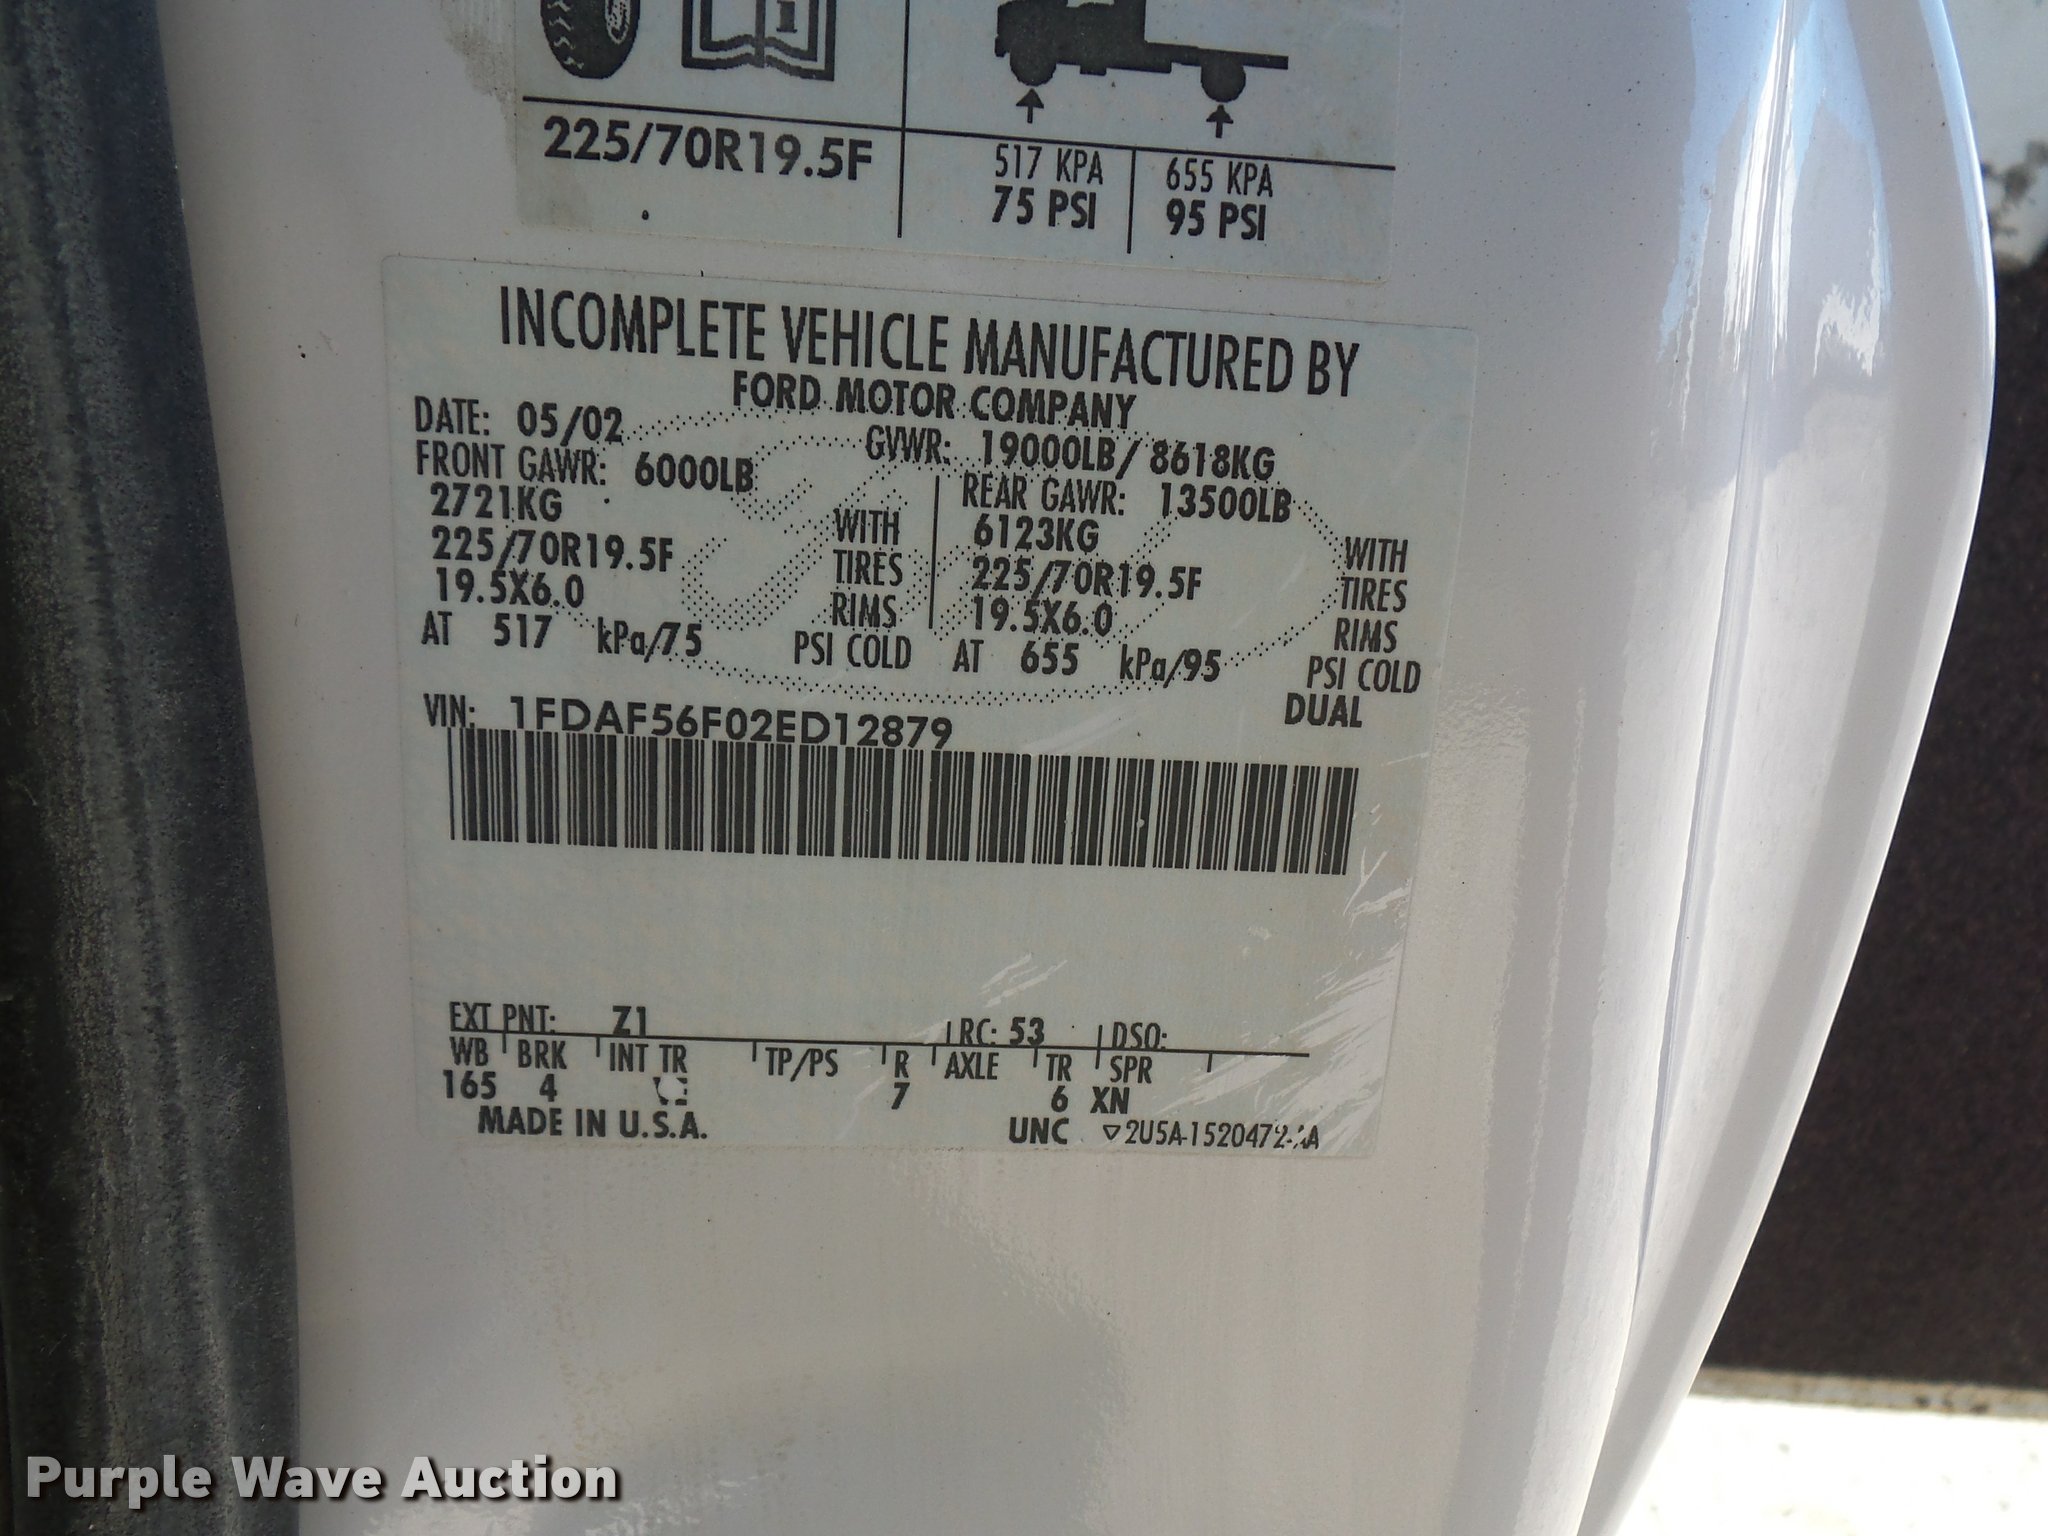 225/70R19.5F
517 KPA 655 KPA
75 PSI 95 PSI
INCOMPLETE VEHICLE MANUFACTURED BY
FORD MOTOR COMPANY
DATE: 05/02 GVWR: 19000LB/ 8618KG
FRONT GAWR: 6000LB REAR GAWR: 13500LB
2721KG WITH 6123KG WITH
225/70R19.5F TIRES 225/70R19.5F TIRES
19.5X6.0 RIMS 19.5X6.0 RIMS
AT 517 kPa/75 PSI COLD AT 655 kPa/95 PSI COLD
DUAL
VIN: 1FDAF56F02ED12879
EXT PNT: Z1 RC: 53 DSO:
WB BRK INT TR TP/PS R AXLE TR SPR
165 4 7 6 XN
MADE IN U.S.A. UNC
Purple Wave Auction